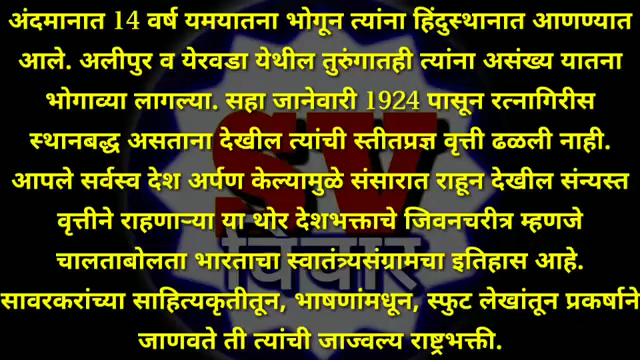 अंदमानात 14 वर्ष यमयातना भोगून त्यांना हिंदुस्थानात आणण्यात
आले. अलीपुर व येरवडा येथील तुरुंगातही त्यांना असंख्य यातना
भोगाव्या लागल्या. सहा जानेवारी 1924 पासून रत्नागिरीस
स्थानबद्ध असताना देखील त्यांची स्तीतप्रज्ञ वृत्ती ढळली नाही.
आपले सर्वस्व देश अर्पण केल्यामुळे संसारात राहून देखील संन्यस्त
वृत्तीने राहणाऱ्या या थोर देशभक्ताचे जिवनचरीत्र म्हणजे
चालताबोलता भारताचा स्वातंत्र्यसंग्रामचा इतिहास आहे.
सावरकरांच्या साहित्यकृतीतून, भाषणांमधून, स्फुट लेखांतून प्रकर्षाने
जाणवते ती त्यांची जाज्वल्य राष्ट्रभक्ती.
SV
विचार